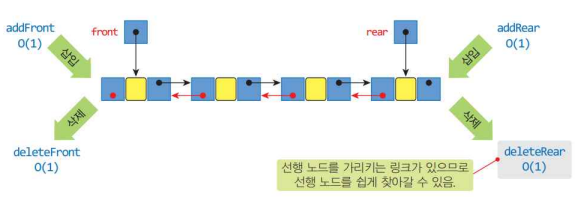 addFront
O(1)
front
rear
addRear
O(1)
삽입
삽입
삭제
삭제
deleteFront
O(1)
deleteRear
O(1)
선행 노드를 가리키는 링크가 있으므로
선행 노드를 쉽게 찾아갈 수 있음.